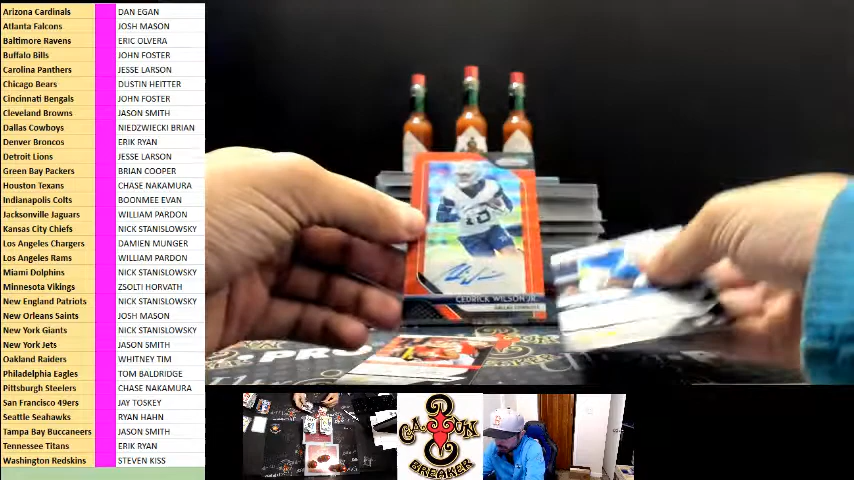 Arizona Cardinals DAN EGAN
Atlanta Falcons JOSH MASON
Baltimore Ravens ERIC OLVERA
Buffalo Bills JOHN FOSTER
Carolina Panthers JESSE LARSON
Chicago Bears DUSTIN HEITTER
Cincinnati Bengals JOHN FOSTER
Cleveland Browns JASON SMITH
Dallas Cowboys NIEDZWECKI BRIAN
Denver Broncos ERIK RYAN
Detroit Lions JESSE LARSON
Green Bay Packers BRIAN COOPER
Houston Texans CHASE NAKAMURA
Indianapolis Colts BOONMEE EVAN
Jacksonville Jaguars WILLIAM PARDON
Kansas City Chiefs NICK STANISLOWSKY
Los Angeles Chargers DAMIEN MUNGER
Los Angeles Rams WILLIAM PARDON
Miami Dolphins NICK STANISLOWSKY
Minnesota Vikings ZSOLTI HORVATH
New England Patriots NICK STANISLOWSKY
New Orleans Saints JOSH MASON
New York Giants NICK STANISLOWSKY
New York Jets JASON SMITH
Oakland Raiders WHITNEY TIM
Philadelphia Eagles TOM BALDRIDGE
Pittsburgh Steelers CHASE NAKAMURA
San Francisco 49ers JAY TOSKEY
Seattle Seahawks RYAN HAHN
Tampa Bay Buccaneers JASON SMITH
Tennessee Titans ERIK RYAN
Washington Redskins STEVEN KISS
CEDRICK WILSON JR.
DALLAS COWBOYS
CAJUN
BREAKER